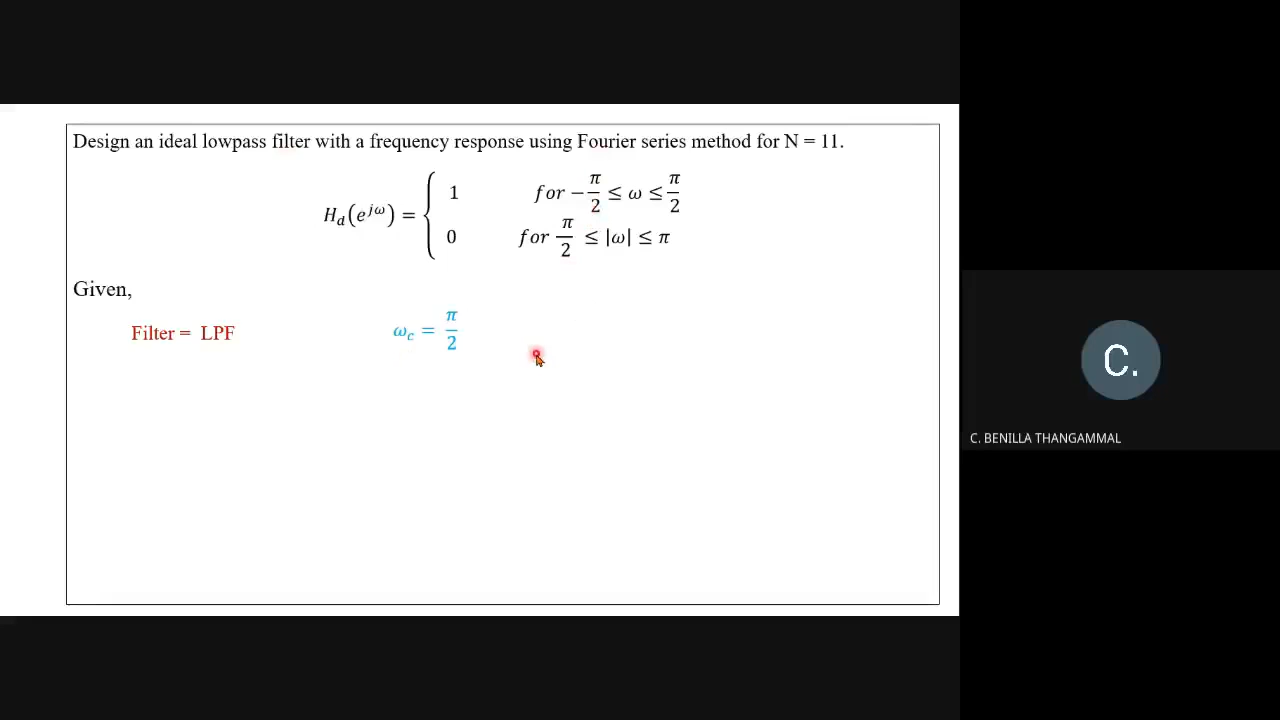 Design an ideal lowpass filter with a frequency response using Fourier series method for N = 11.
H_d(e^{jω}) = { 1 for −π/2 ≤ ω ≤ π/2
0 for π/2 ≤ |ω| ≤ π
Given,
Filter = LPF ω_c = π/2
C.
C. BENILLA THANGAMMAL